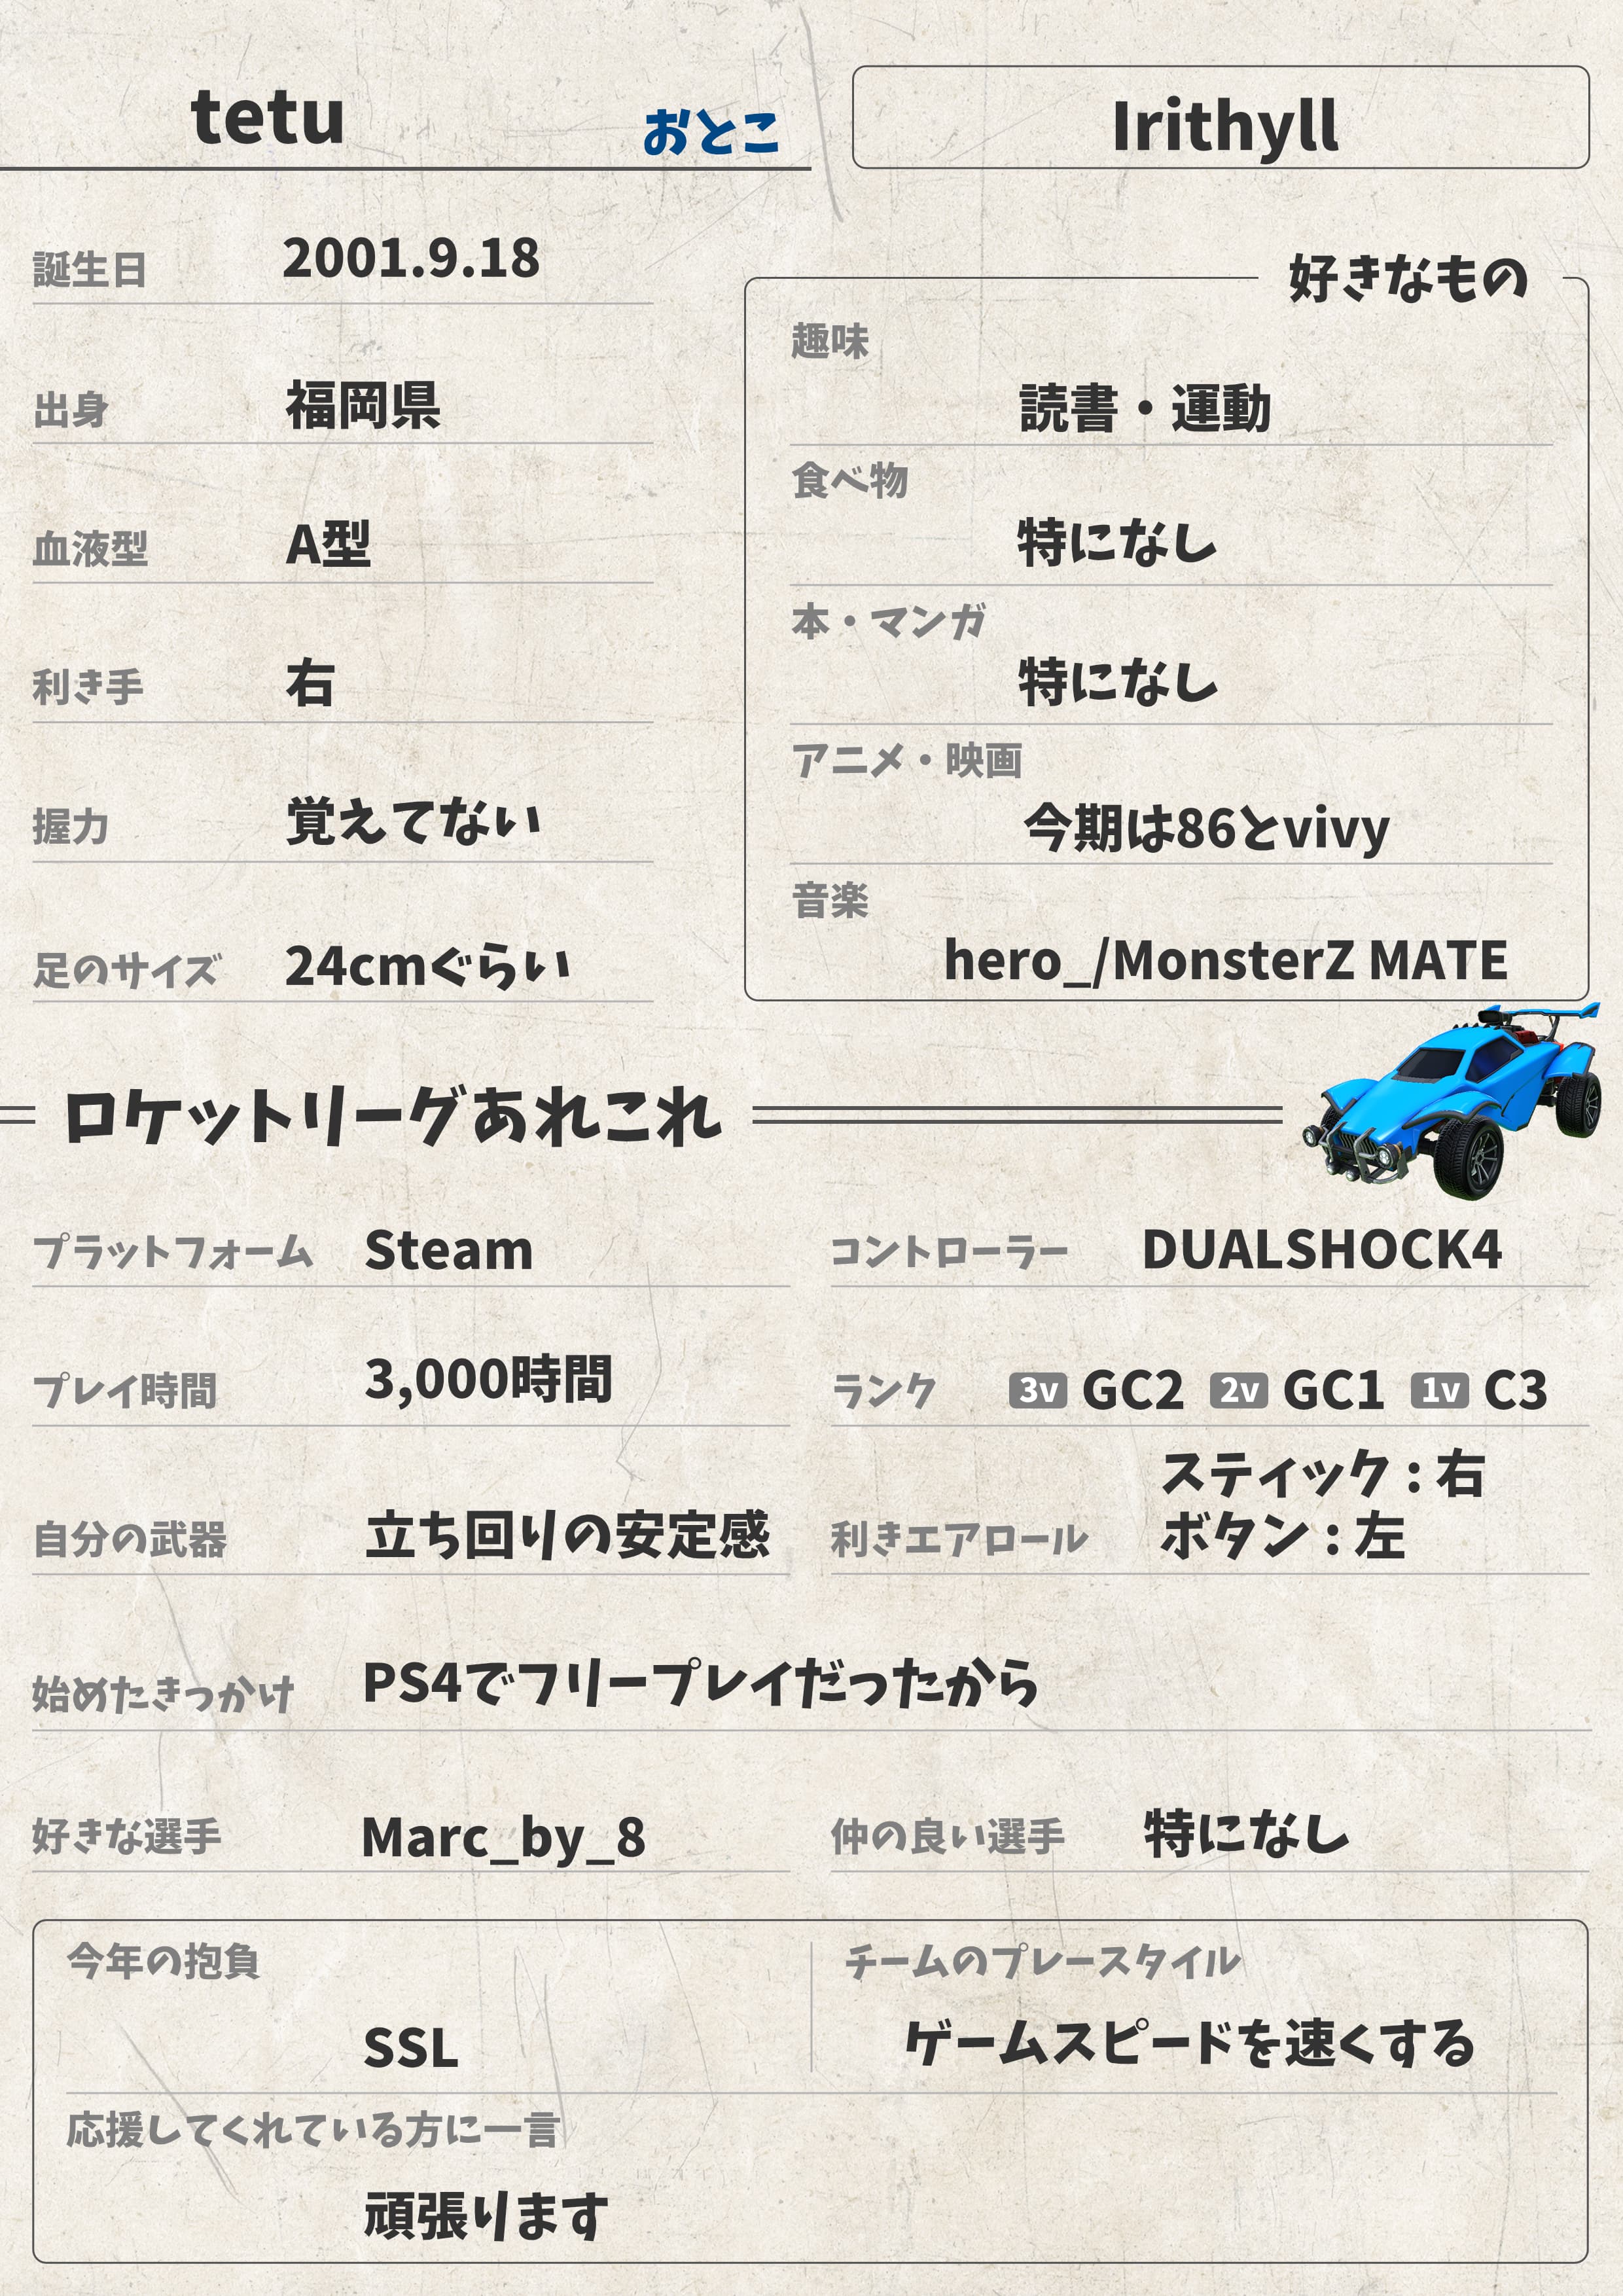 tetu おとこ
Irithyll
誕生日 2001.9.18
出身 福岡県
血液型 A型
利き手 右
握力 覚えてない
足のサイズ 24cmぐらい
好きなもの
趣味
読書・運動
食べ物
特になし
本・マンガ
特になし
アニメ・映画
今期は86とvivy
音楽
hero_/MonsterZ MATE
ロケットリーグあれこれ
プラットフォーム Steam
コントローラー DUALSHOCK4
プレイ時間 3,000時間
ランク 3v GC2 2v GC1 1v C3
自分の武器 立ち回りの安定感
スティック：右
利きエアロール ボタン：左
始めたきっかけ PS4でフリープレイだったから
好きな選手 Marc_by_8
仲の良い選手 特になし
今年の抱負
SSL
チームのプレースタイル
ゲームスピードを速くする
応援してくれている方に一言
頑張ります